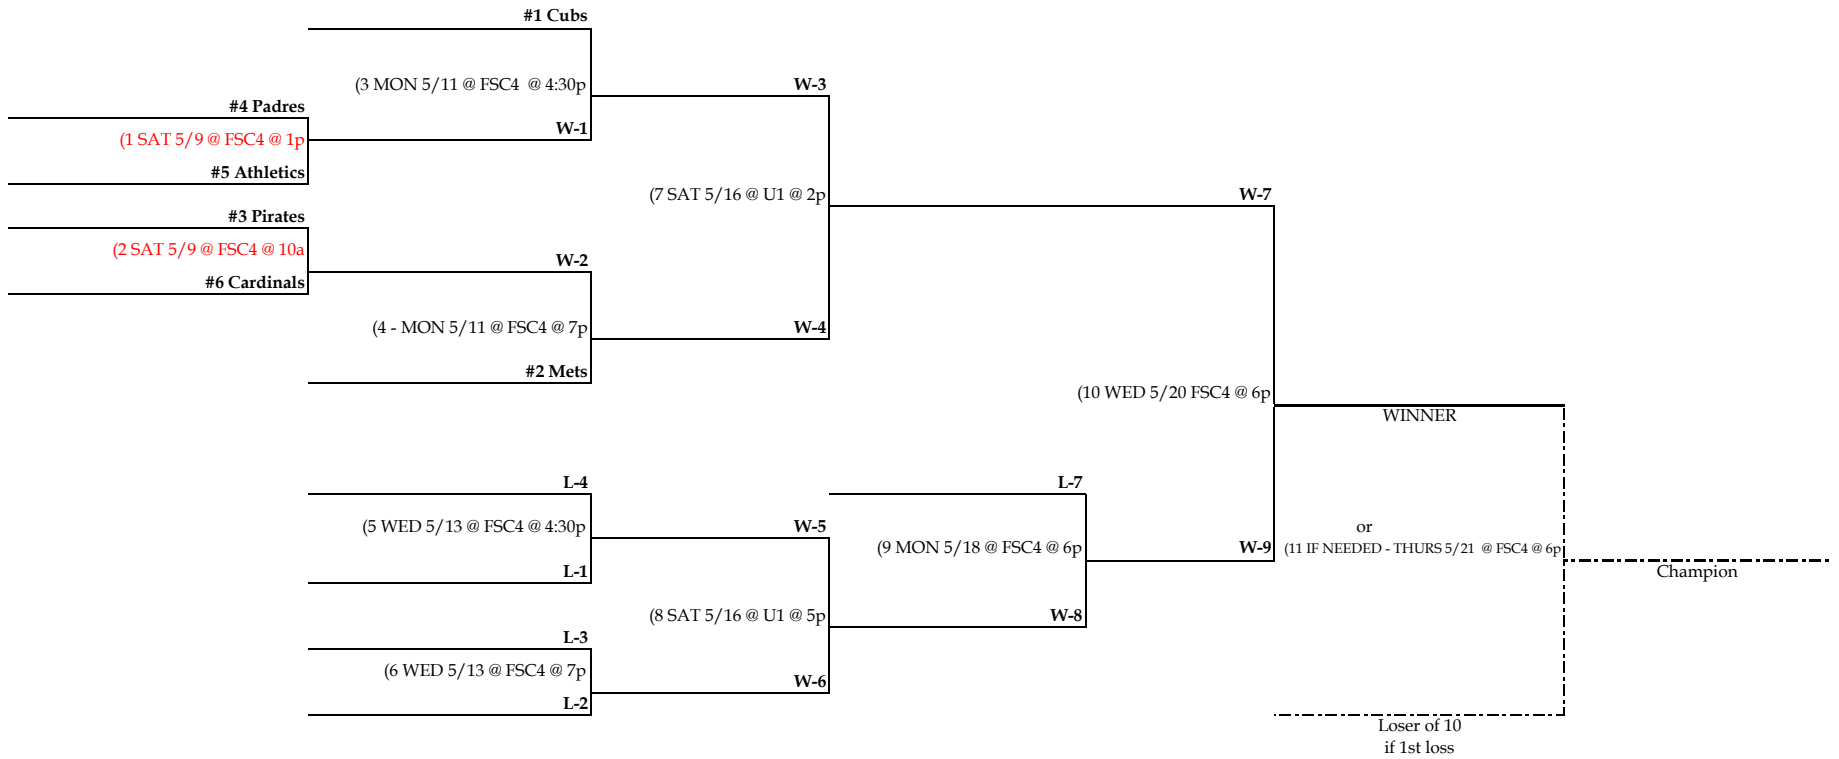 #1 Cubs
(3 MON 5/11 @ FSC4  @ 4:30p
W-3
#4 Padres
W-1
(1 SAT 5/9 @ FSC4 @ 1p
#5 Athletics
(7 SAT 5/16 @ U1 @ 2p
W-7
#3 Pirates
(2 SAT 5/9 @ FSC4 @ 10a
W-2
#6 Cardinals
(4 - MON 5/11 @ FSC4 @ 7p
W-4
#2 Mets
(10 WED 5/20 FSC4 @ 6p
WINNER
L-4
L-7
(5 WED 5/13 @ FSC4 @ 4:30p
W-5
or
(9 MON 5/18 @ FSC4 @ 6p
W-9
(11 IF NEEDED - THURS 5/21  @ FSC4 @ 6p
L-1
Champion
(8 SAT 5/16 @ U1 @ 5p
W-8
L-3
(6 WED 5/13 @ FSC4 @ 7p
W-6
L-2
Loser of 10
if 1st loss